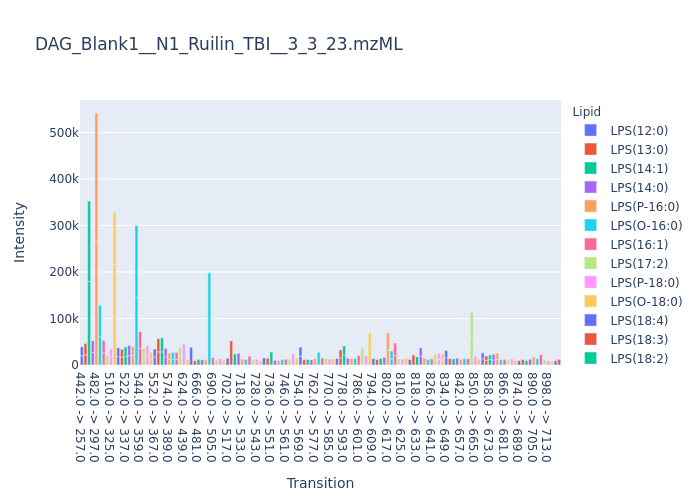 DAG_Blank1__N1_Ruilin_TBI__3_3_23.mzML
Lipid
LPS(12:0)
LPS(13:0)
LPS(14:1)
LPS(14:0)
LPS(P-16:0)
LPS(O-16:0)
LPS(16:1)
LPS(17:2)
LPS(P-18:0)
LPS(O-18:0)
LPS(18:4)
LPS(18:3)
LPS(18:2)
Intensity
500k
400k
300k
200k
100k
0
442.0 -> 257.0
482.0 -> 297.0
510.0 -> 325.0
522.0 -> 337.0
544.0 -> 359.0
552.0 -> 367.0
574.0 -> 389.0
624.0 -> 439.0
666.0 -> 481.0
690.0 -> 505.0
702.0 -> 517.0
718.0 -> 533.0
728.0 -> 543.0
736.0 -> 551.0
746.0 -> 561.0
754.0 -> 569.0
762.0 -> 577.0
770.0 -> 585.0
778.0 -> 593.0
786.0 -> 601.0
794.0 -> 609.0
802.0 -> 617.0
810.0 -> 625.0
818.0 -> 633.0
826.0 -> 641.0
834.0 -> 649.0
842.0 -> 657.0
850.0 -> 665.0
858.0 -> 673.0
866.0 -> 681.0
874.0 -> 689.0
890.0 -> 705.0
898.0 -> 713.0
Transition